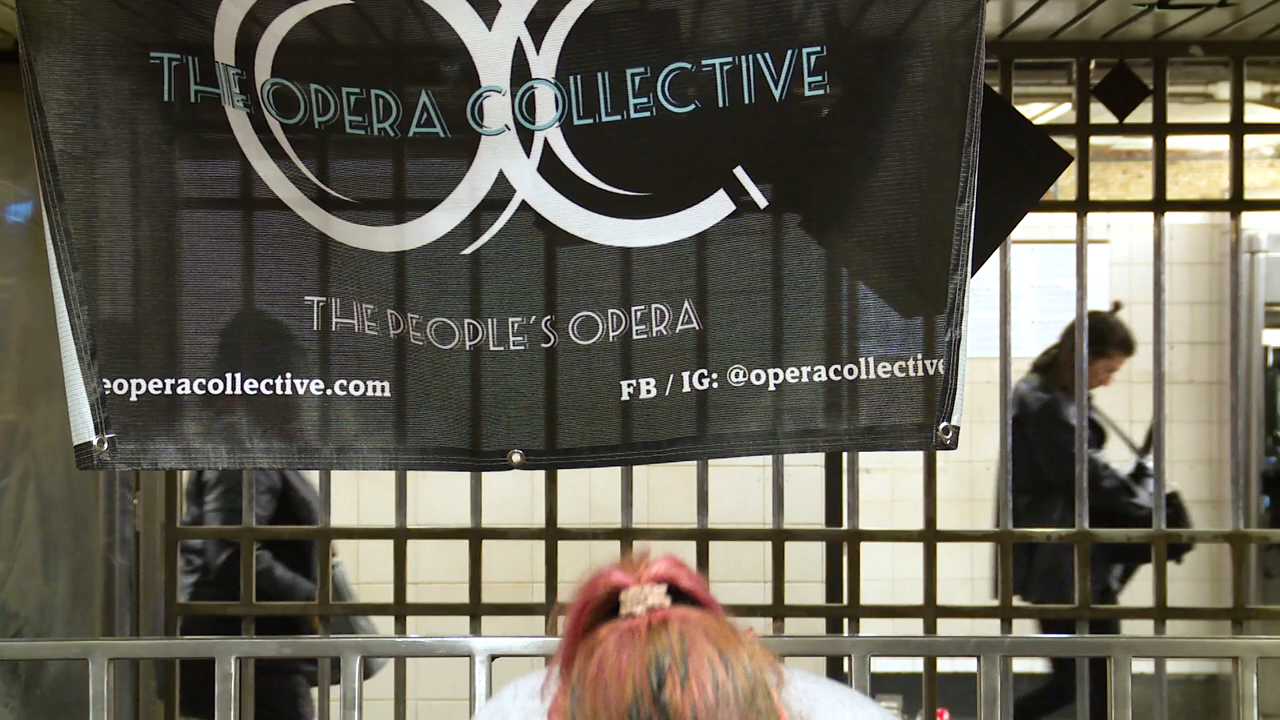 THE OPERA COLLECTIVE
THE PEOPLE'S OPERA
eoperacollective.com
FB / IG: @operacollective